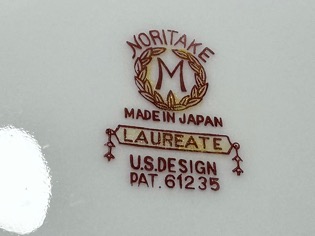 NORITAKE
M
MADE IN JAPAN
LAUREATE
U.S.DESIGN
PAT. 61235